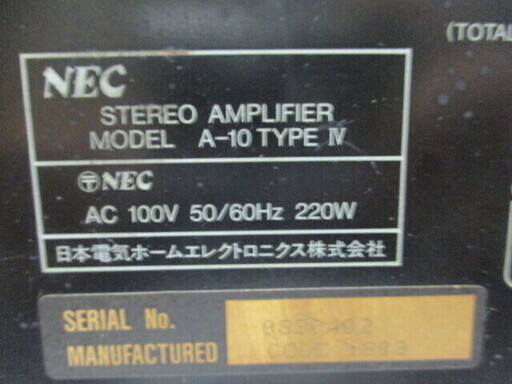 (TOTAL
NEC
STEREO AMPLIFIER
MODEL A-10 TYPE IV
〒 NEC
AC 100V 50/60Hz 220W
日本電気ホームエレクトロニクス株式会社
SERIAL No.
MANUFACTURED
CODE